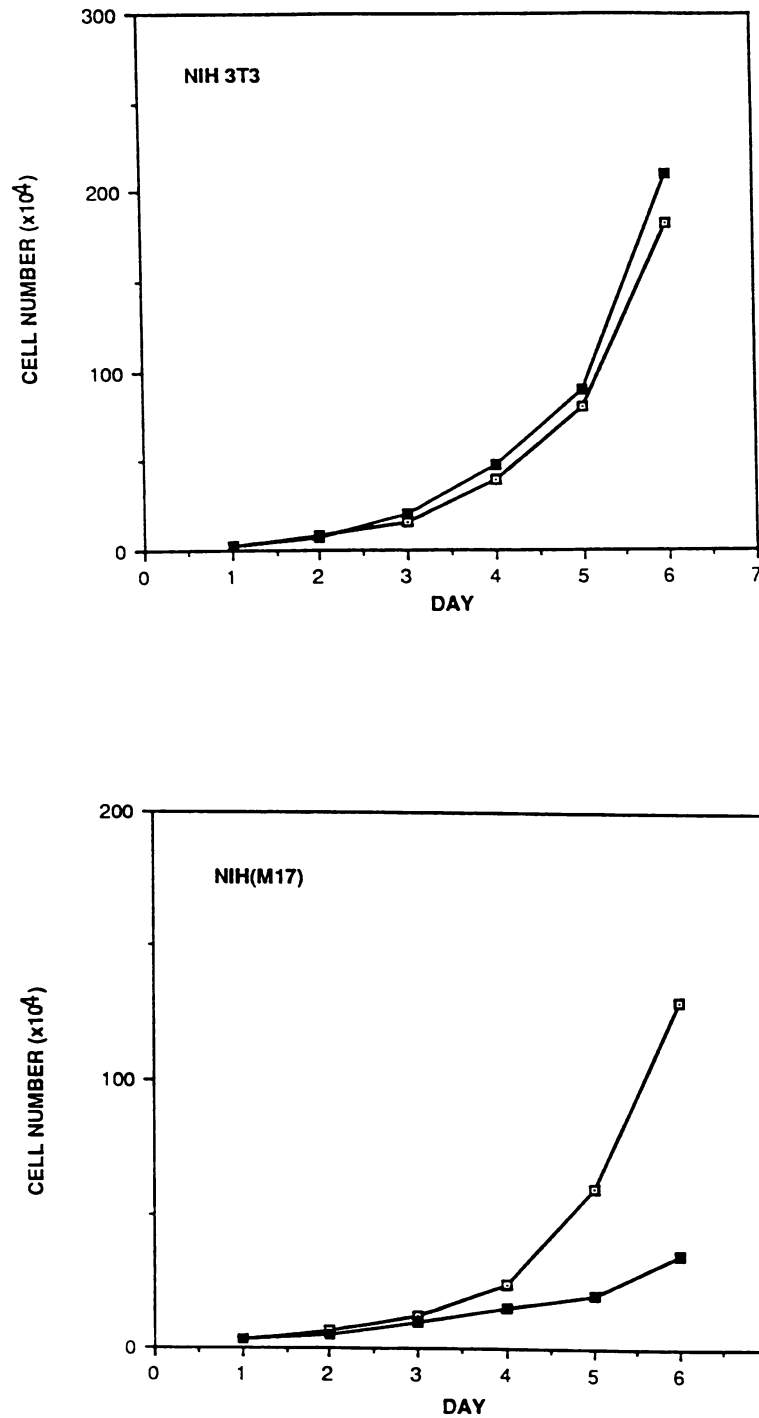 300
NIH 3T3
200
CELL NUMBER (x10⁴)
100
0
0 1 2 3 4 5 6 7
DAY
200
NIH(M17)
CELL NUMBER (x10⁴)
100
0
0 1 2 3 4 5 6
DAY